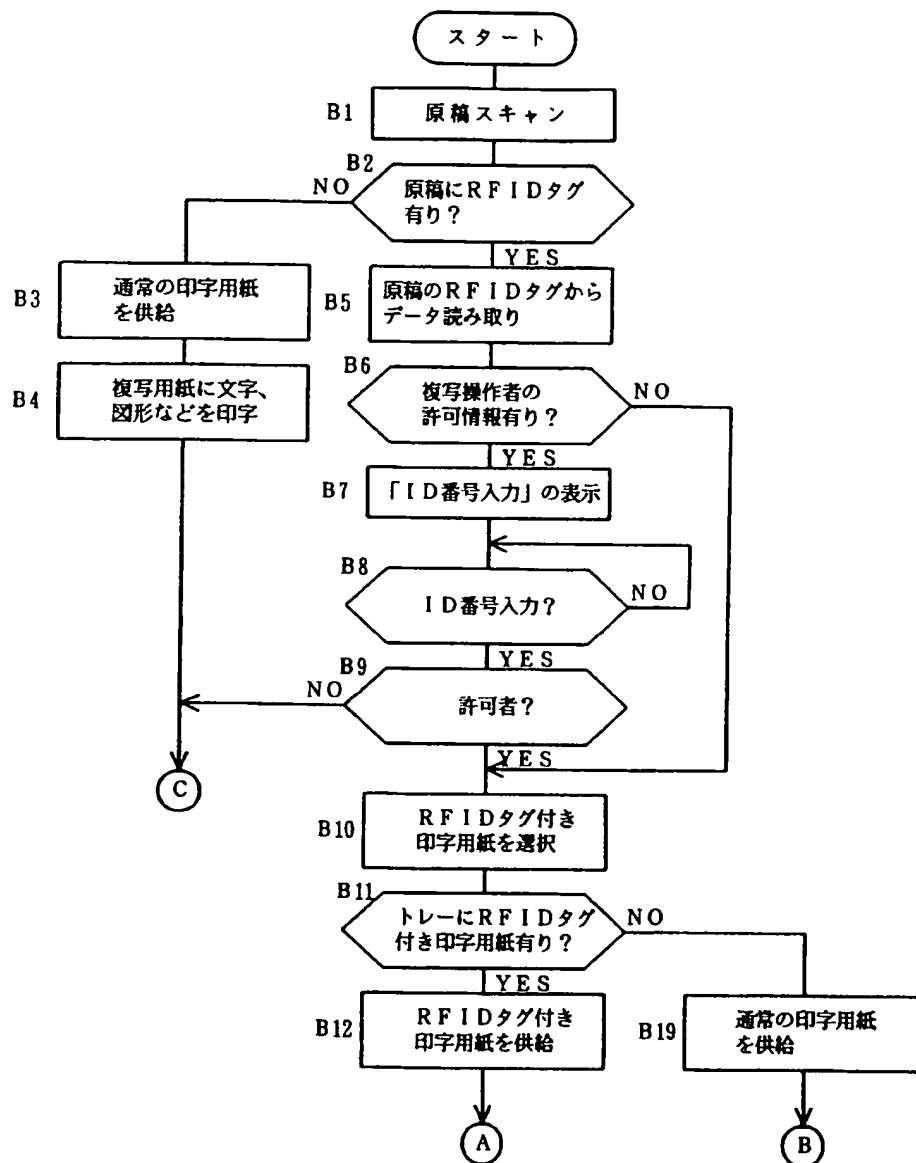 スタート
B1
原稿スキャン
B2
NO
原稿にRFIDタグ
有り?
YES
B3
通常の印字用紙
を供給
B5
原稿のRFIDタグから
データ読み取り
B4
複写用紙に文字、
図形などを印字
B6
複写操作者の
許可情報有り?
NO
YES
B7
「ID番号入力」の表示
B8
ID番号入力?
NO
YES
B9
NO
許可者?
YES
C
B10
RFIDタグ付き
印字用紙を選択
B11
トレーにRFIDタグ
付き印字用紙有り?
NO
YES
B12
RFIDタグ付き
印字用紙を供給
B19
通常の印字用紙
を供給
A
B